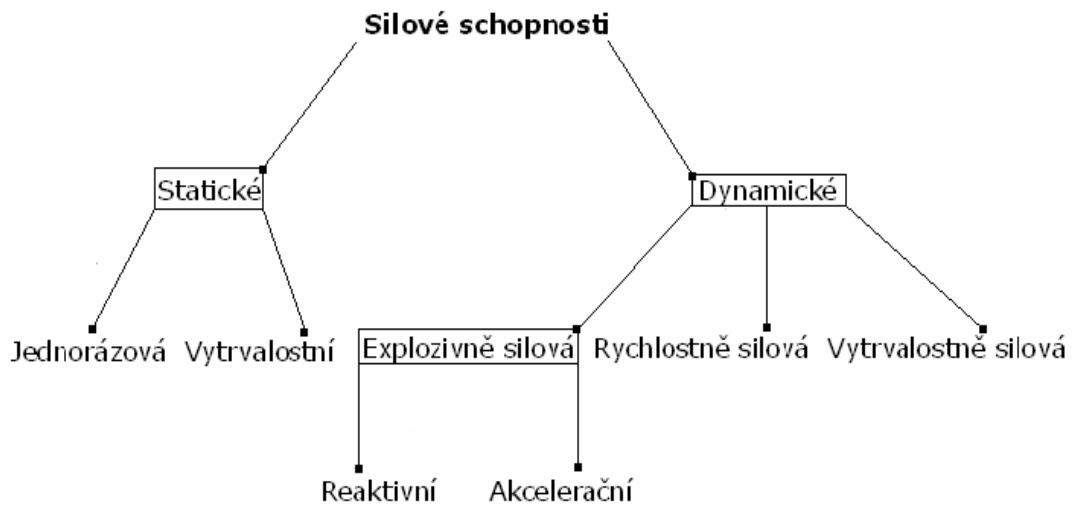 Silové schopnosti
Statické
Dynamické
Jednorázová
Vytrvalostní
Explozivně silová
Rychlostně silová
Vytrvalostně silová
Reaktivní
Akcelerační